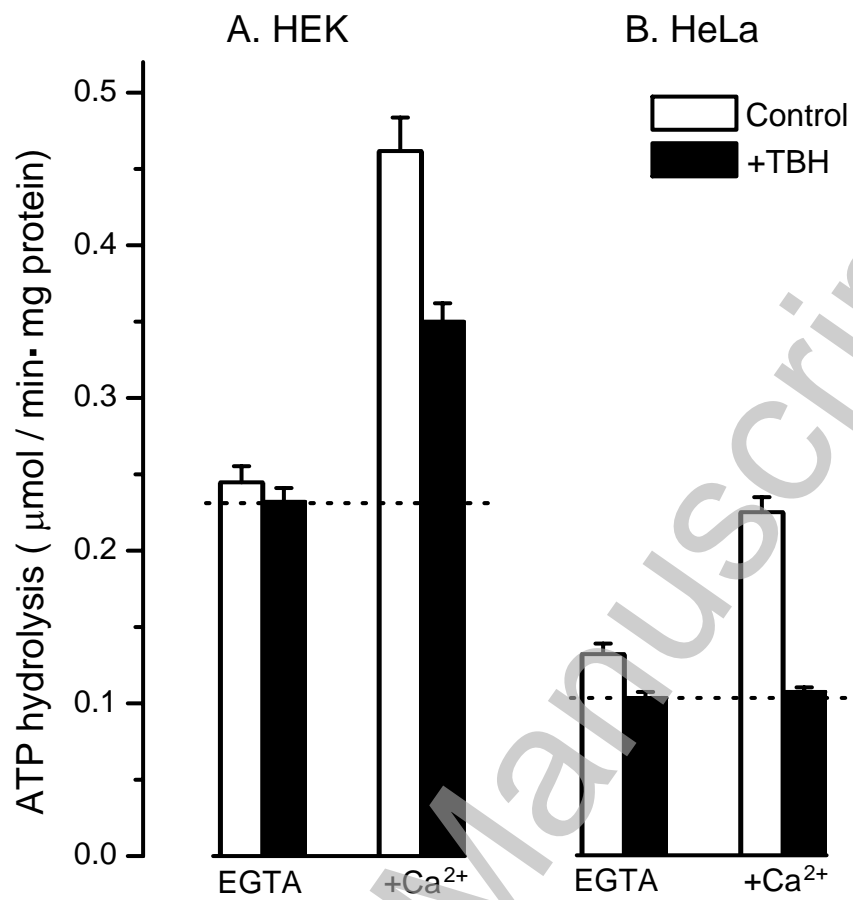 A. HEK
B. HeLa
Control
+TBH
ATP hydrolysis ( μmol / min· mg protein)
0.5
0.4
0.3
0.2
0.1
0.0
EGTA
+Ca²⁺
EGTA
+Ca²⁺
Manuscrip